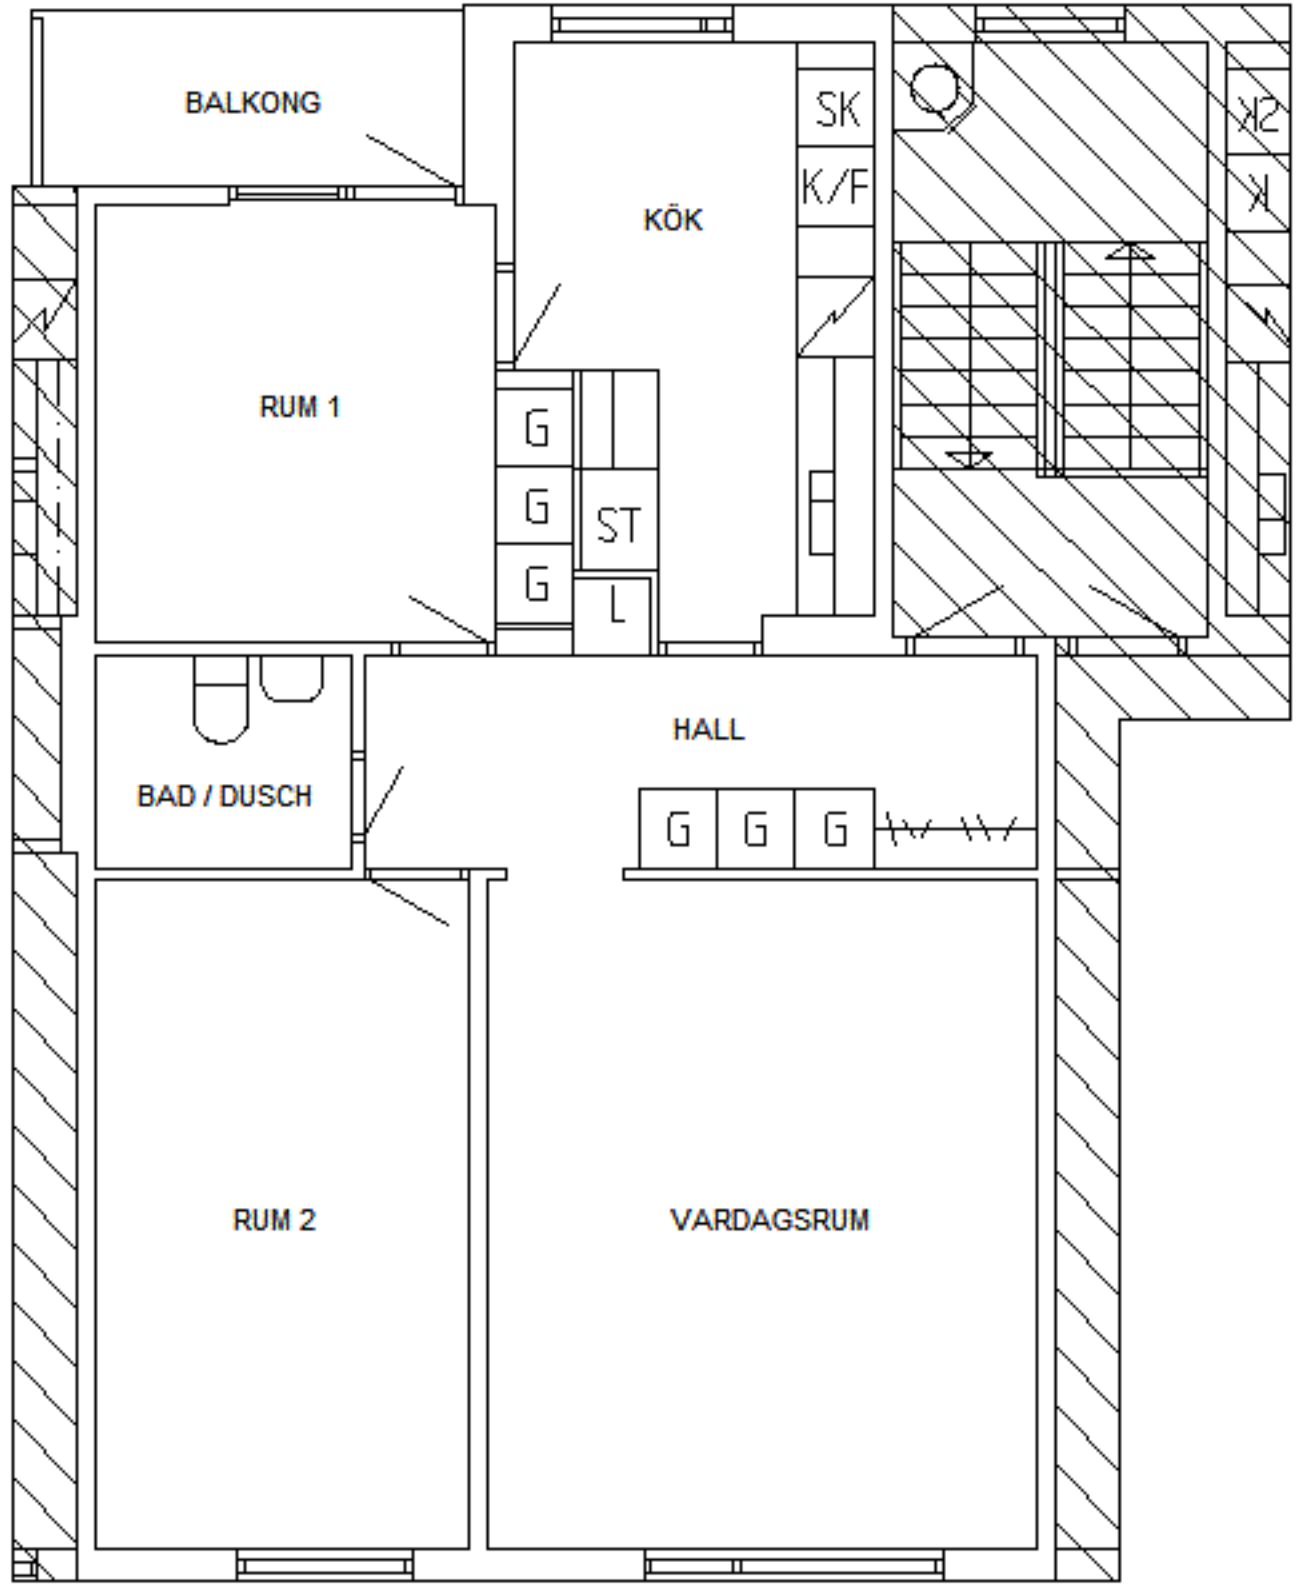 BALKONG
SK
SK
K/F
K
KÖK
RUM 1
G
G
ST
G
L
HALL
BAD / DUSCH
G G G
RUM 2
VARDAGSRUM